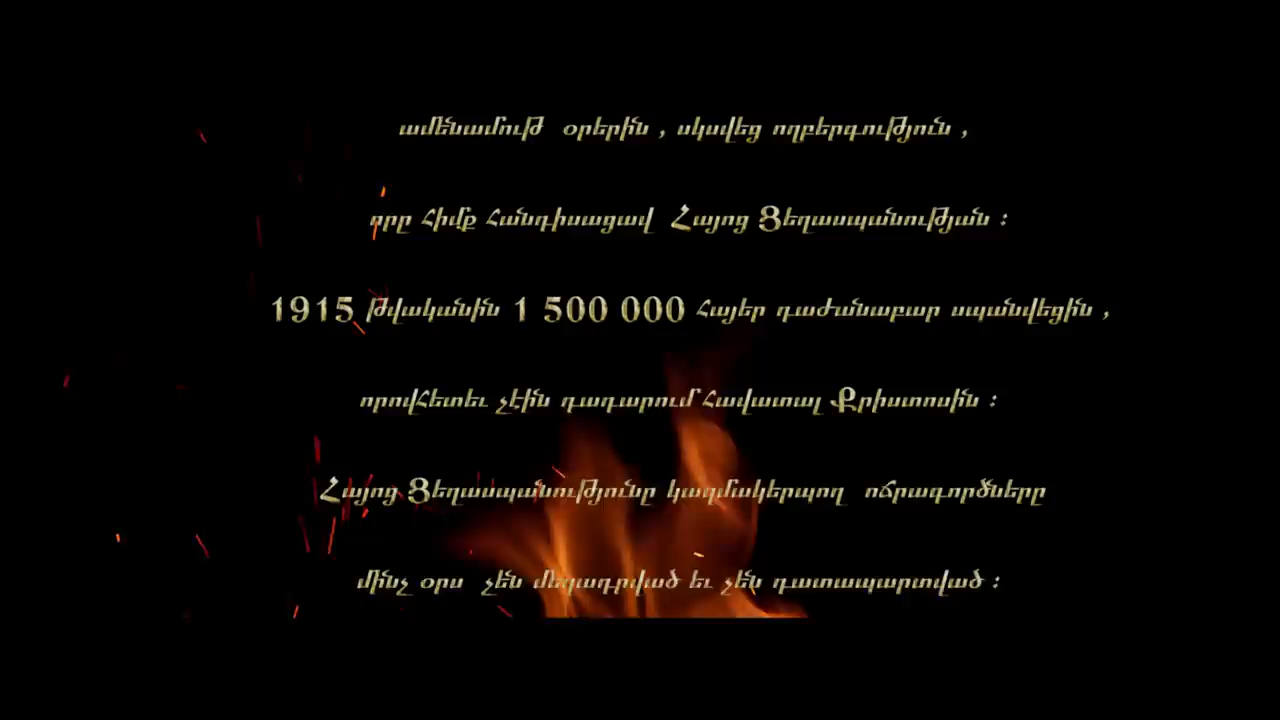 ամենամութ օրերին , սկսվեց ողբերգություն ,
որը Հիմք Հանդիսացավ Հայոց Ցեղասպանության :
1915 թվականին 1 500 000 Հայեր դաժանաբար սպանվեցին ,
որովՀետեւ չէին դադարում Հավատալ Քրիստոսին :
Հայոց Ցեղասպանությունը կազմակերպող ոճրագործները
մինչ օրս չեն մեղադրված եւ չեն դատապարտված :